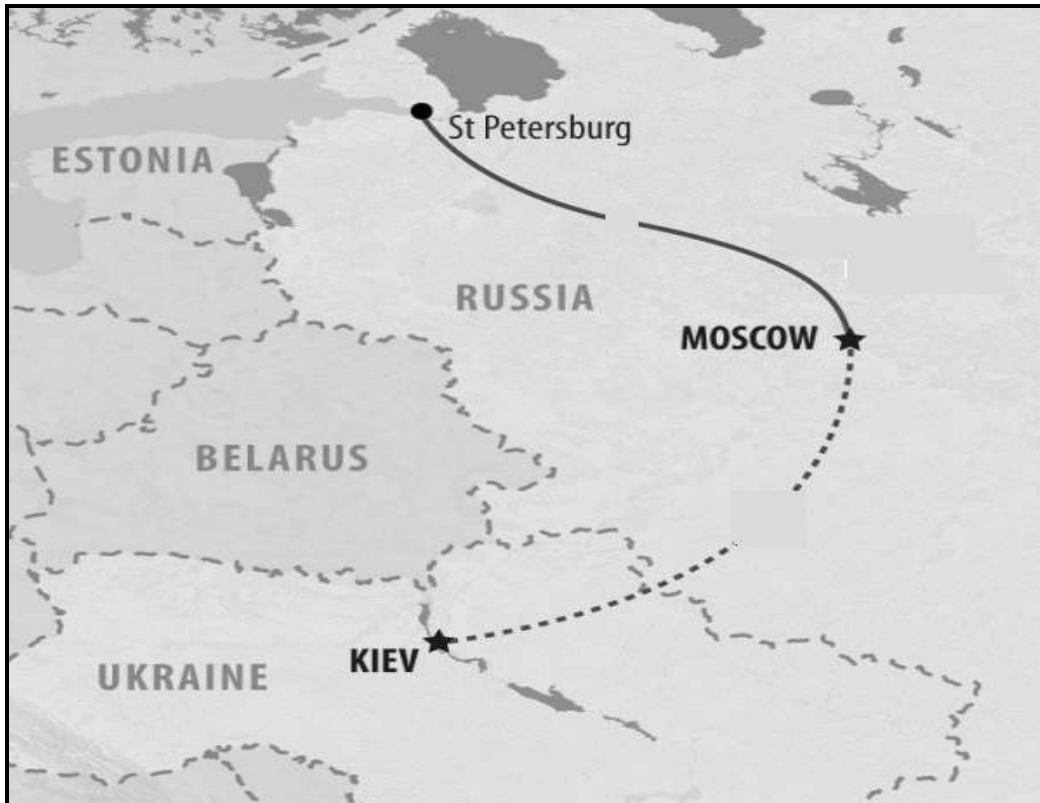 St Petersburg
ESTONIA
RUSSIA
MOSCOW
BELARUS
KIEV
UKRAINE